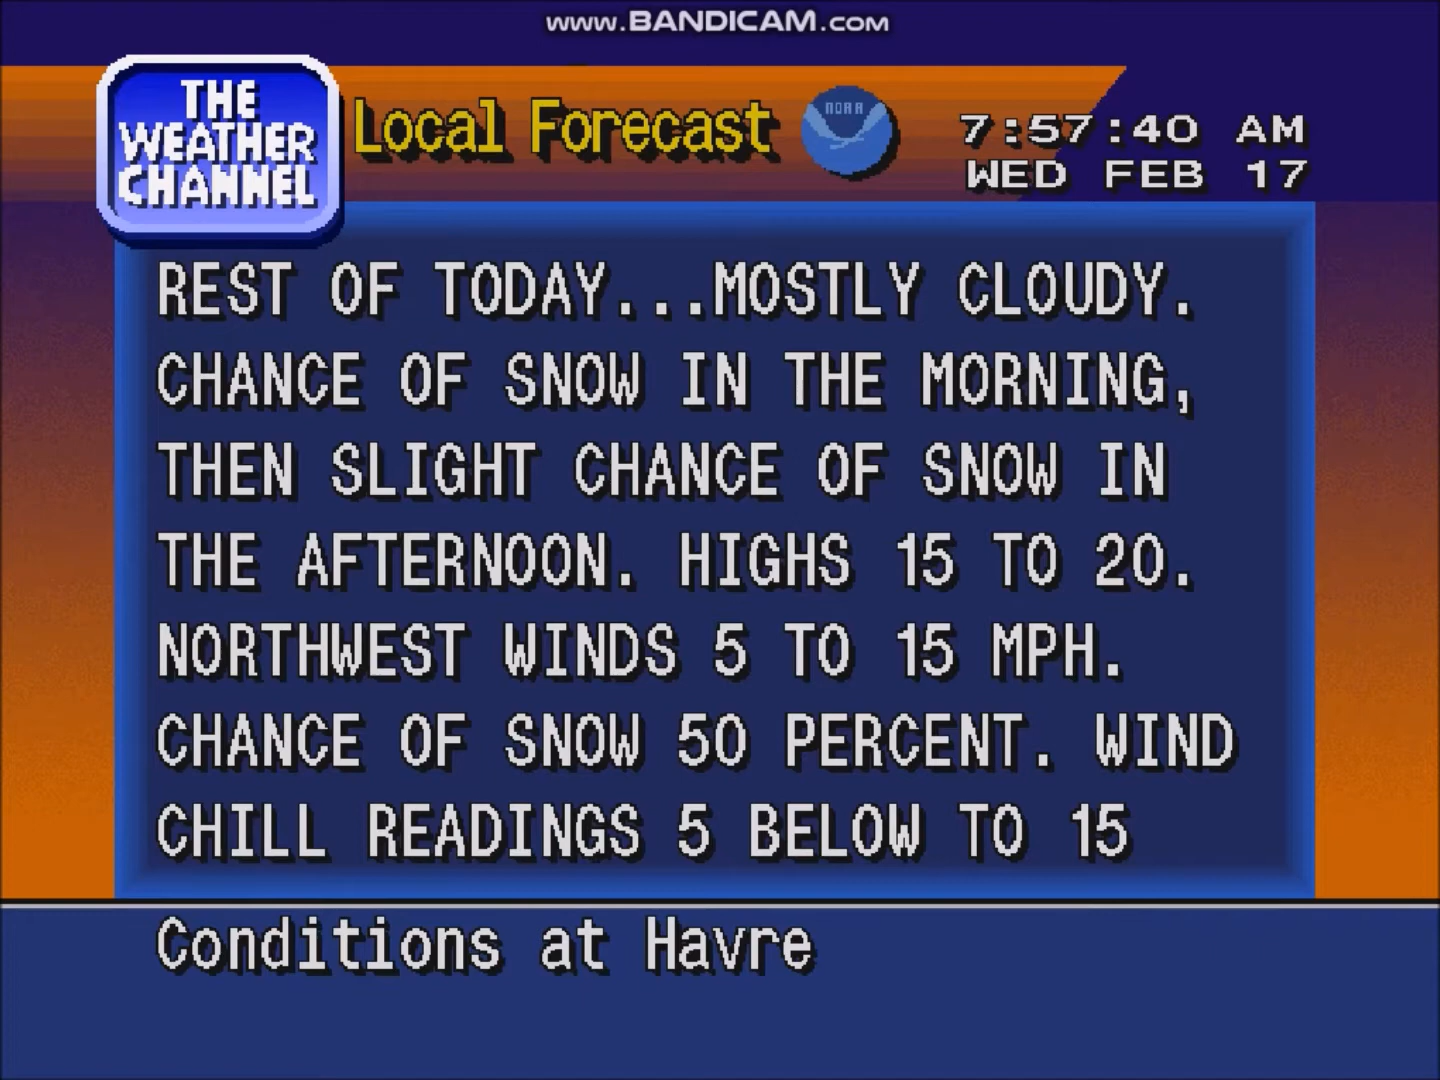 www.BANDICAM.com
THE
WEATHER
CHANNEL
Local Forecast
NOAA
7:57:40 AM
WED FEB 17
REST OF TODAY...MOSTLY CLOUDY.
CHANCE OF SNOW IN THE MORNING,
THEN SLIGHT CHANCE OF SNOW IN
THE AFTERNOON. HIGHS 15 TO 20.
NORTHWEST WINDS 5 TO 15 MPH.
CHANCE OF SNOW 50 PERCENT. WIND
CHILL READINGS 5 BELOW TO 15
Conditions at Havre